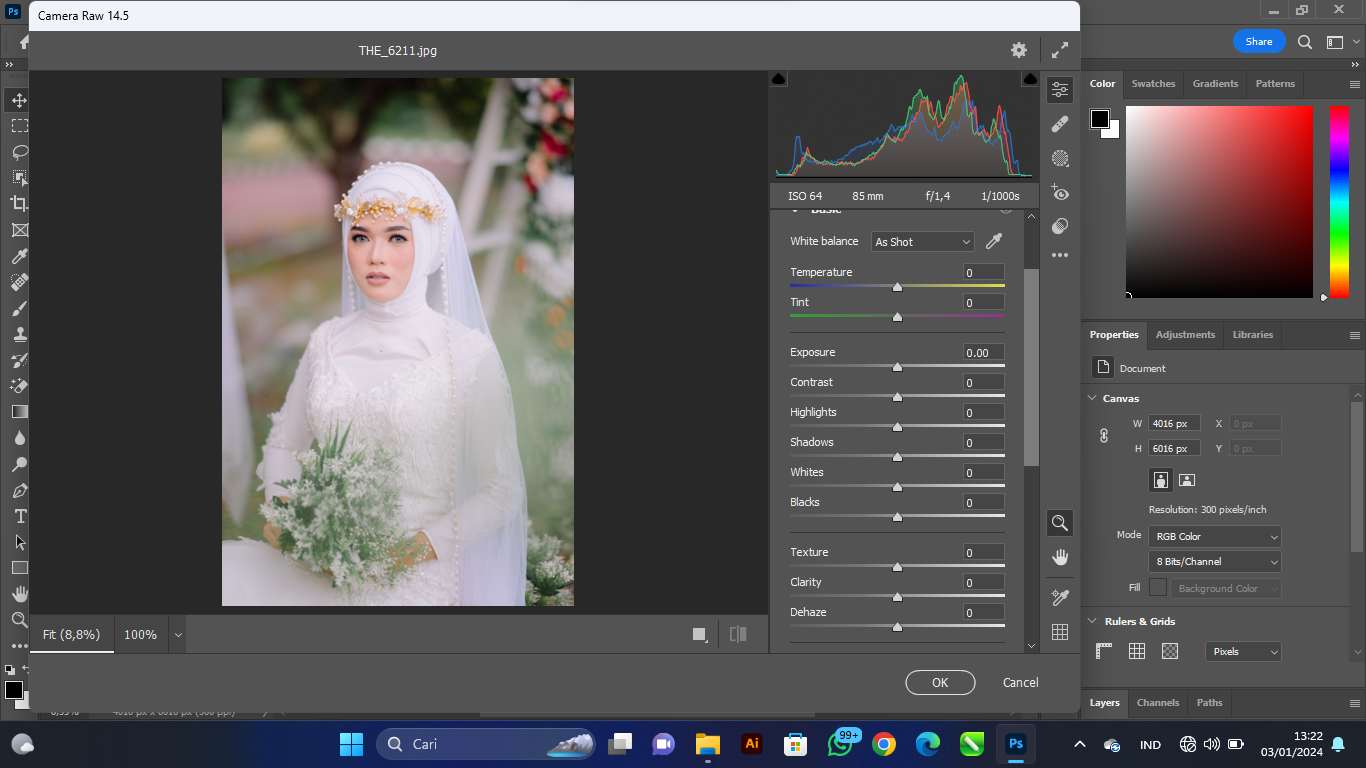 Ps
Camera Raw 14.5
THE_6211.jpg
Share
ISO 64 85 mm f/1,4 1/1000s
Basic
White balance As Shot
Temperature 0
Tint 0
Exposure 0.00
Contrast 0
Highlights 0
Shadows 0
Whites 0
Blacks 0
Texture 0
Clarity 0
Dehaze 0
Fit (8,8%) 100%
OK Cancel
Color Swatches Gradients Patterns
Properties Adjustments Libraries
Document
Canvas
W 4016 px X 0 px
H 6016 px Y 0 px
Resolution: 300 pixels/inch
Mode RGB Color
8 Bits/Channel
Fill Background Color
Rulers & Grids
Pixels
Layers Channels Paths
Cari
Ai
99+
Ps
IND
13:22
03/01/2024